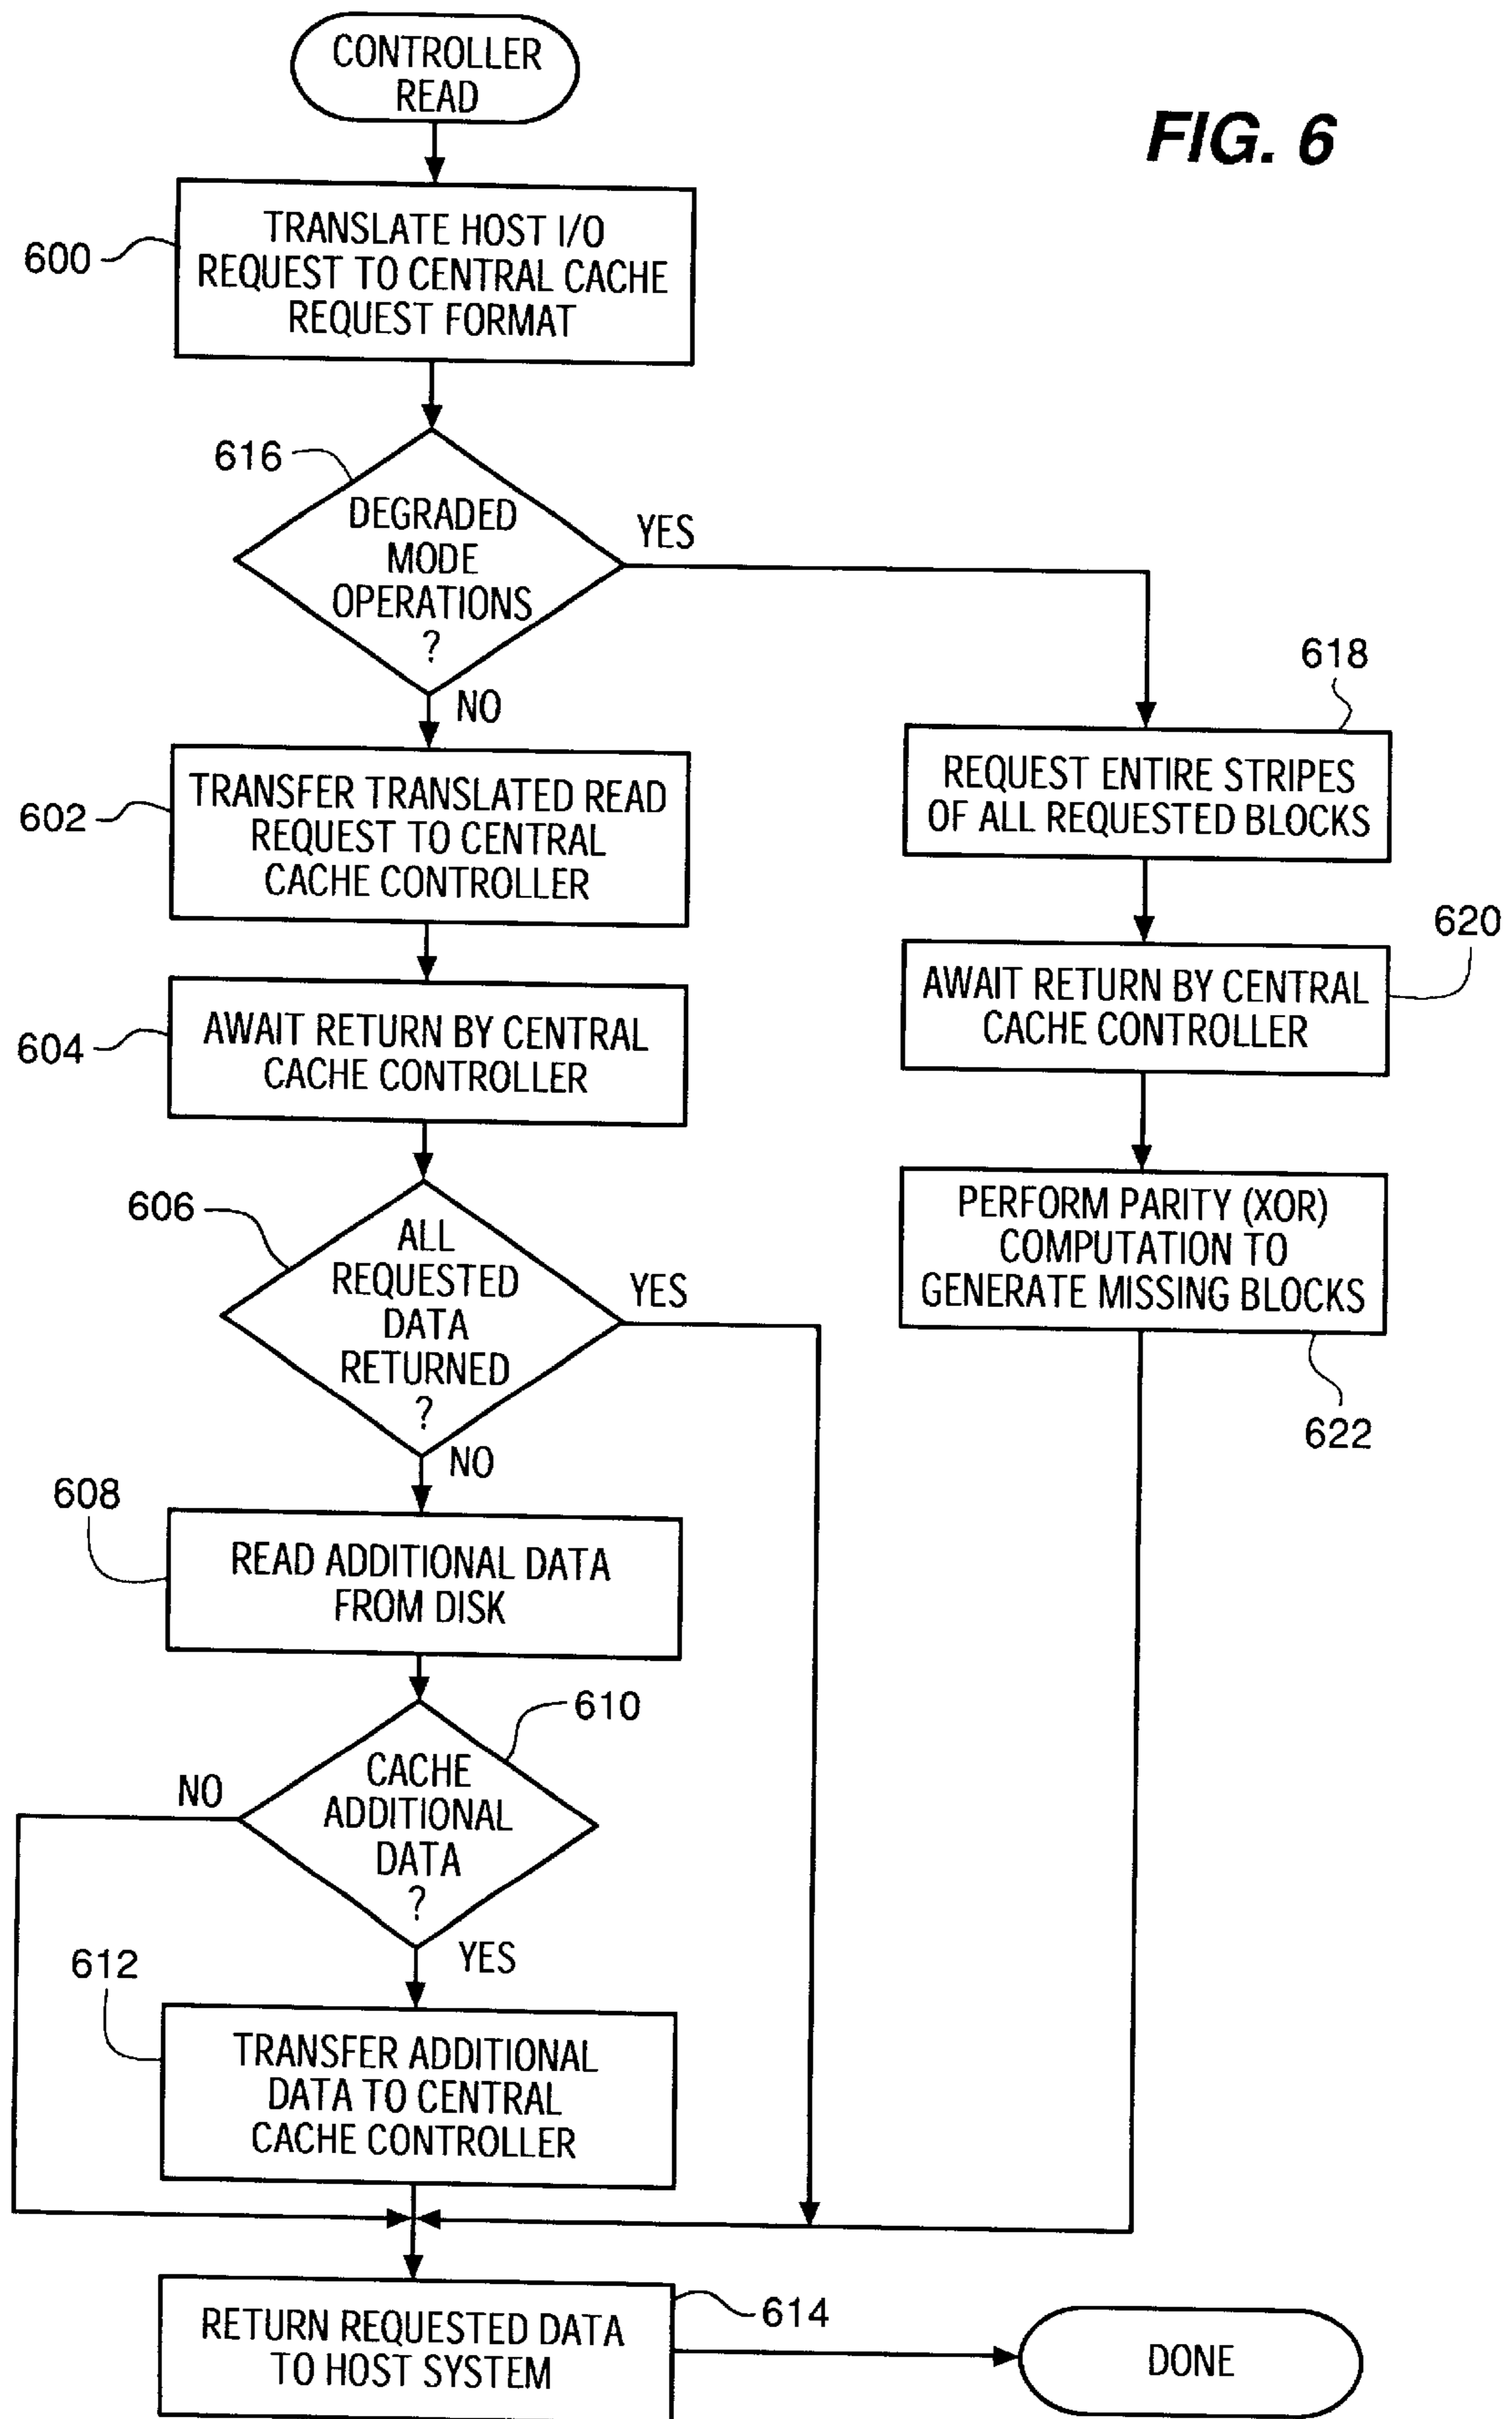 CONTROLLER
READ
FIG. 6
600
TRANSLATE HOST I/O
REQUEST TO CENTRAL CACHE
REQUEST FORMAT
616
DEGRADED
MODE
OPERATIONS
?
YES
NO
618
REQUEST ENTIRE STRIPES
OF ALL REQUESTED BLOCKS
602
TRANSFER TRANSLATED READ
REQUEST TO CENTRAL
CACHE CONTROLLER
620
AWAIT RETURN BY CENTRAL
CACHE CONTROLLER
604
AWAIT RETURN BY CENTRAL
CACHE CONTROLLER
PERFORM PARITY (XOR)
COMPUTATION TO
GENERATE MISSING BLOCKS
622
606
ALL
REQUESTED
DATA
RETURNED
?
YES
NO
608
READ ADDITIONAL DATA
FROM DISK
610
CACHE
ADDITIONAL
DATA
?
NO
YES
612
TRANSFER ADDITIONAL
DATA TO CENTRAL
CACHE CONTROLLER
614
RETURN REQUESTED DATA
TO HOST SYSTEM
DONE